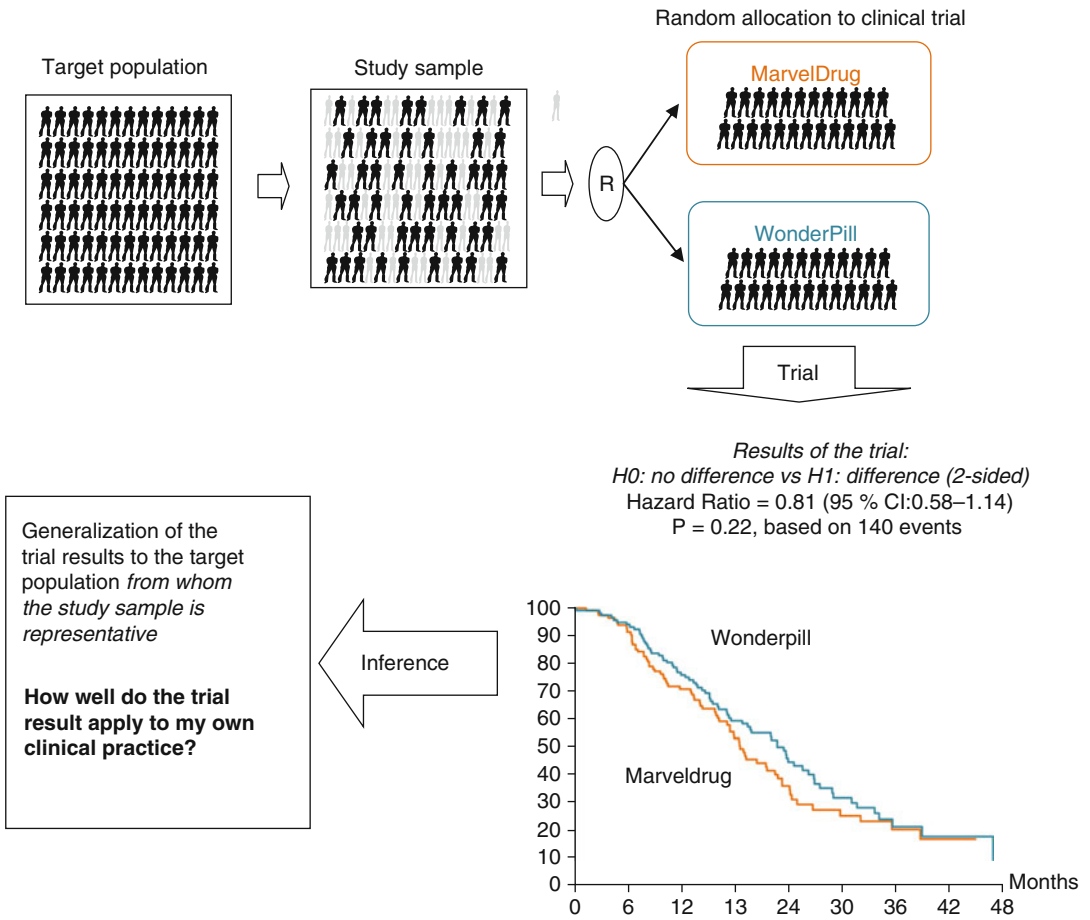 Random allocation to clinical trial
Target population
Study sample
MarvelDrug
R
WonderPill
Trial
Results of the trial:
H0: no difference vs H1: difference (2-sided)
Hazard Ratio = 0.81 (95 % CI:0.58–1.14)
P = 0.22, based on 140 events
Generalization of the
trial results to the target
population from whom
the study sample is
representative
How well do the trial
result apply to my own
clinical practice?
Inference
100
90
80
70
60
50
40
30
20
10
0
Wonderpill
Marveldrug
Months
0 6 12 13 24 30 36 42 48